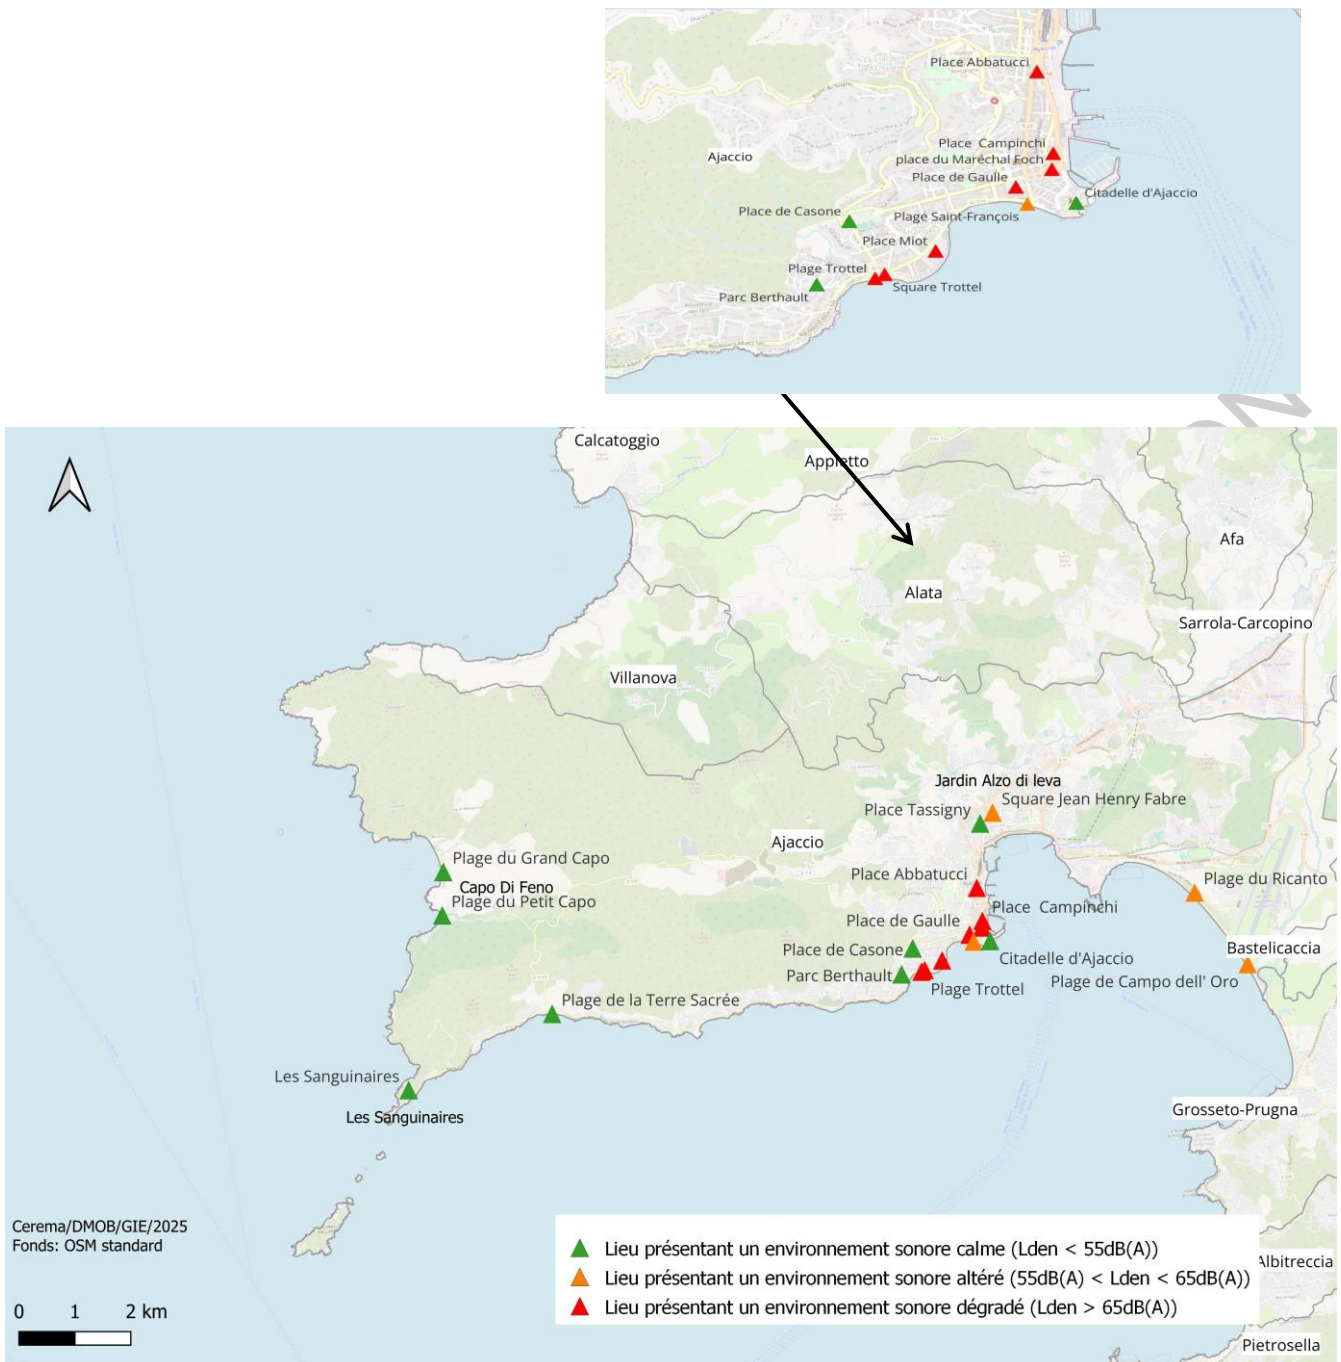 Place Abbatucci
Place Campinchi
place du Maréchal Foch
Ajaccio
Place de Gaulle
Citadelle d'Ajaccio
Place de Casone
Plage Saint-François
Place Miot
Plage Trottel
Square Trottel
Parc Berthault
ON
Calcatoggio
Appietto
Afa
Alata
Sarrola-Carcopino
Villanova
Jardin Alzo di leva
Square Jean Henry Fabre
Place Tassigny
Ajaccio
Plage du Grand Capo
Place Abbatucci
Plage du Ricanto
Capo Di Feno
Plage du Petit Capo
Place Campinchi
Place de Gaulle
Place de Casone
Citadelle d'Ajaccio
Bastelicaccia
Parc Berthault
Plage Trottel
Plage de Campo dell' Oro
Plage de la Terre Sacrée
Les Sanguinaires
Les Sanguinaires
Grosseto-Prugna
Cerema/DMOB/GIE/2025
Fonds: OSM standard
Lieu présentant un environnement sonore calme (Lden < 55dB(A))
Lieu présentant un environnement sonore altéré (55dB(A) < Lden < 65dB(A))
Lieu présentant un environnement sonore dégradé (Lden > 65dB(A))
Albitreccia
Pietrosella
0 1 2 km